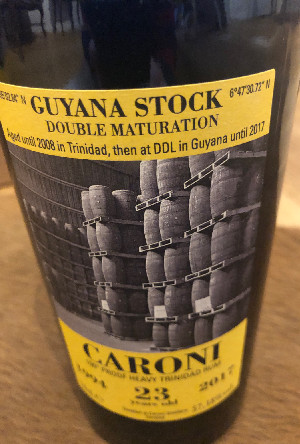 6°47'30.72" N
GUYANA STOCK
DOUBLE MATURATION
Aged until 2008 in Trinidad, then at DDL in Guyana until 2017
CARONI
PROOF HEAVY TRINIDAD RUM
1994 23 2017
years old